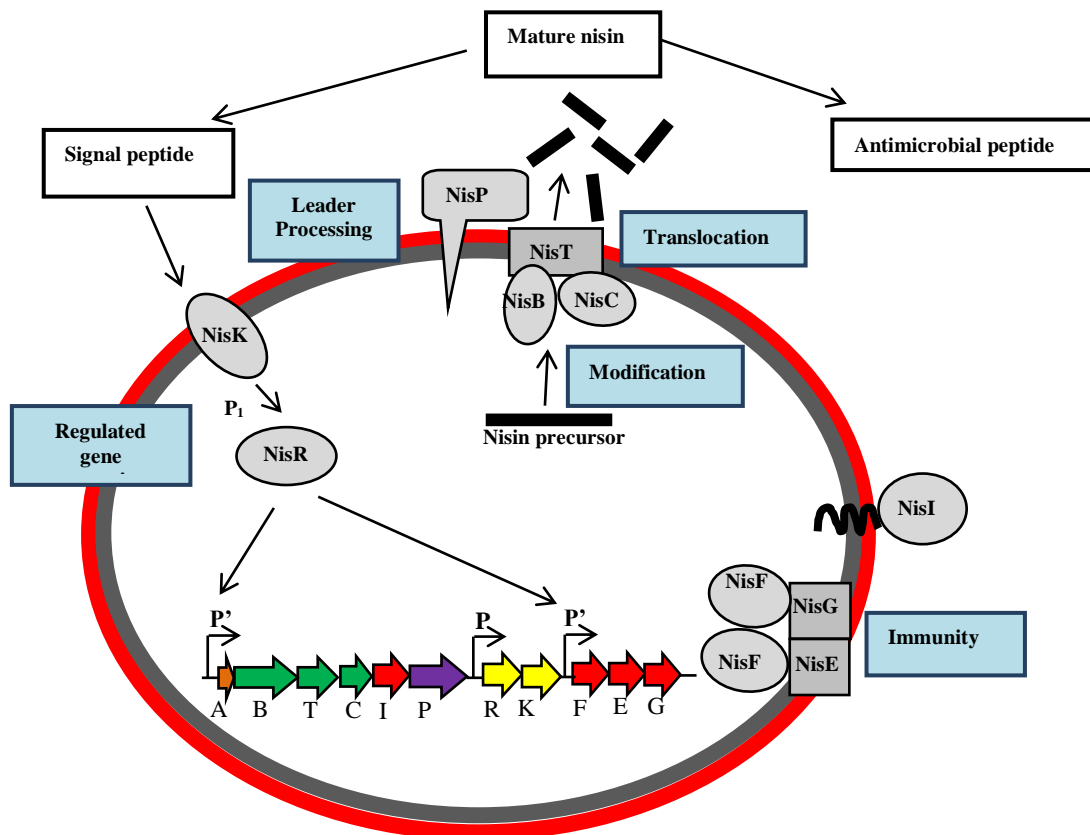 Mature nisin
Signal peptide
Antimicrobial peptide
Leader
Processing
NisP
NisT
Translocation
NisB
NisC
NisK
Modification
P₁
Nisin precursor
Regulated
gene
NisR
NisI
NisF
NisG
Immunity
NisF
NisE
P’
P
P’
A B T C I P R K F E G